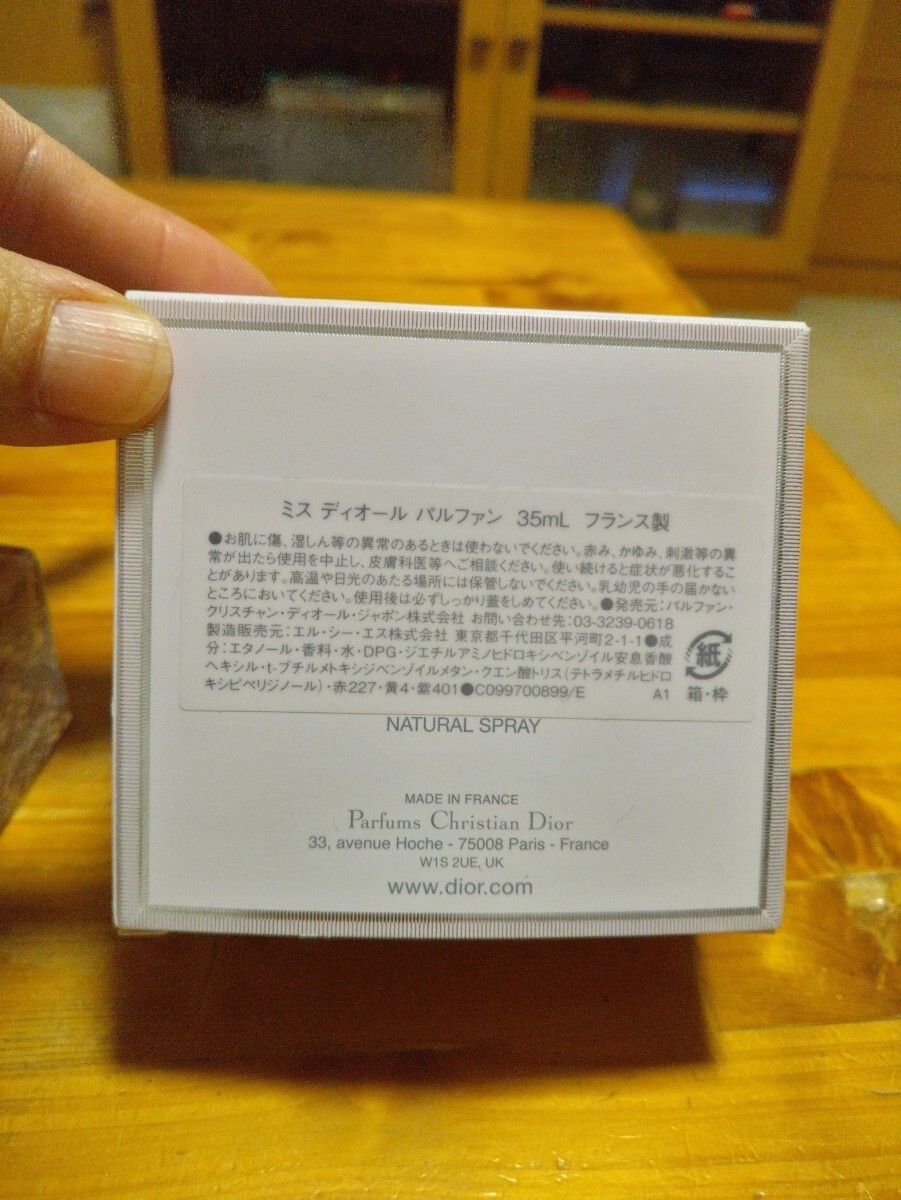 ミス ディオール パルファン 35mL フランス製
●お肌に傷、湿しん等の異常のあるときは使わないでください。赤み、かゆみ、刺激等の異
常が出たら使用を中止し、皮膚科医等へご相談ください。使い続けると症状が悪化するこ
とがあります。高温や日光のあたる場所には保管しないでください。乳幼児の手の届かない
ところにおいてください。使用後は必ずしっかり蓋をしめてください。●発売元：パルファン・
クリスチャン・ディオール・ジャポン株式会社 お問い合わせ先：03-3239-0618
製造販売元：エル・シー・エス株式会社 東京都千代田区平河町2-1-1●成
分：エタノール・香料・水・DPG・ジエチルアミノヒドロキシベンゾイル安息香酸
ヘキシル・t-ブチルメトキシジベンゾイルメタン・クエン酸トリス（テトラメチルヒドロ
キシピペリジノール）・赤227・黄4・紫401●C099700899/E A1
紙
箱・枠
NATURAL SPRAY
MADE IN FRANCE
Parfums Christian Dior
33, avenue Hoche - 75008 Paris - France
W1S 2UE, UK
www.dior.com